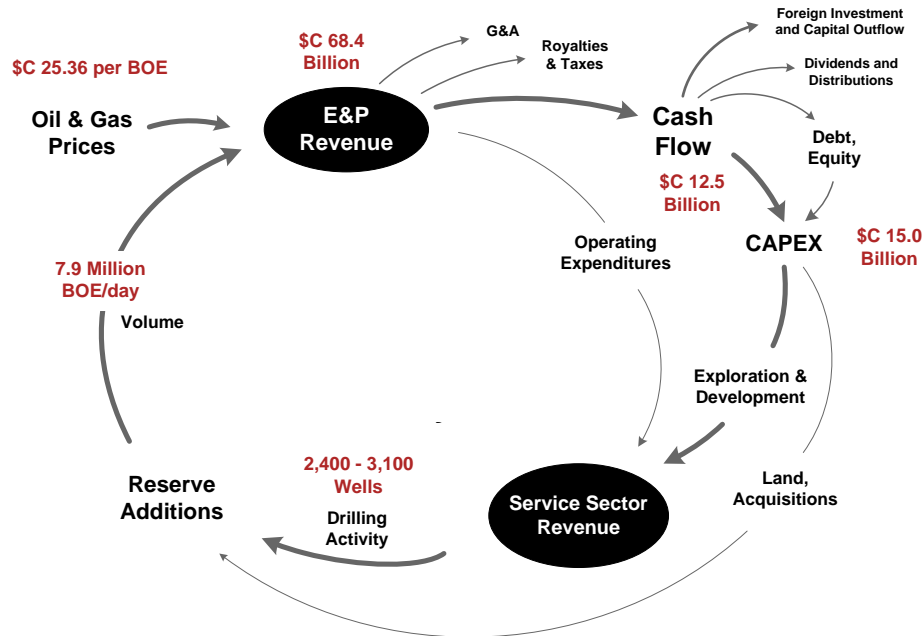 Foreign Investment
and Capital Outflow
G&A
$C 68.4
Billion
Royalties
& Taxes
$C 25.36 per BOE
Dividends and
Distributions
Oil & Gas
Prices
E&P
Revenue
Cash
Flow
Debt,
Equity
$C 12.5
Billion
CAPEX
$C 15.0
Billion
Operating
Expenditures
7.9 Million
BOE/day
Volume
Exploration &
Development
2,400 - 3,100
Wells
Reserve
Additions
Drilling
Activity
Service Sector
Revenue
Land,
Acquisitions